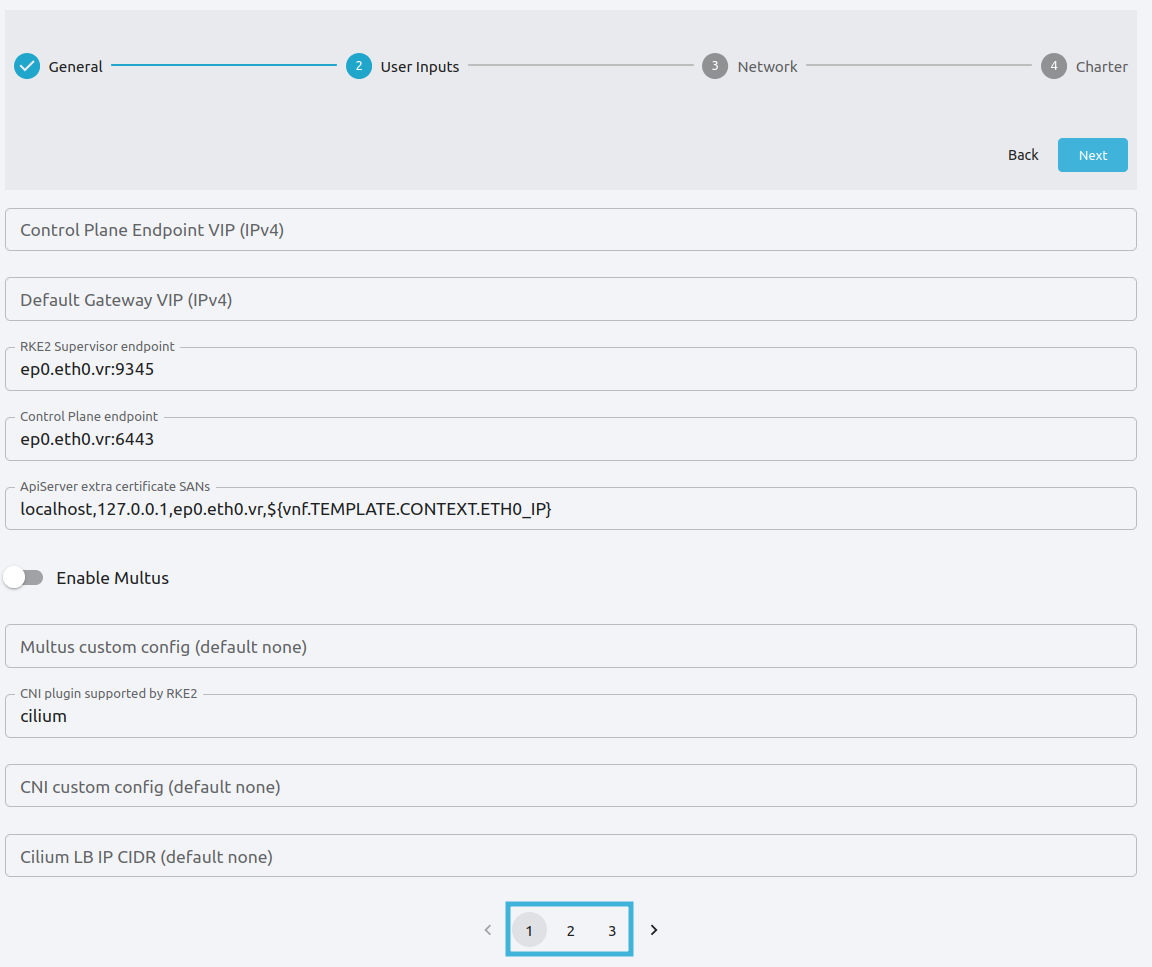 General
2
User Inputs
3
Network
4
Charter
Back
Next
Control Plane Endpoint VIP (IPv4)
Default Gateway VIP (IPv4)
RKE2 Supervisor endpoint
ep0.eth0.vr:9345
Control Plane endpoint
ep0.eth0.vr:6443
ApiServer extra certificate SANs
localhost,127.0.0.1,ep0.eth0.vr,${vnf.TEMPLATE.CONTEXT.ETH0_IP}
Enable Multus
Multus custom config (default none)
CNI plugin supported by RKE2
cilium
CNI custom config (default none)
Cilium LB IP CIDR (default none)
1 2 3